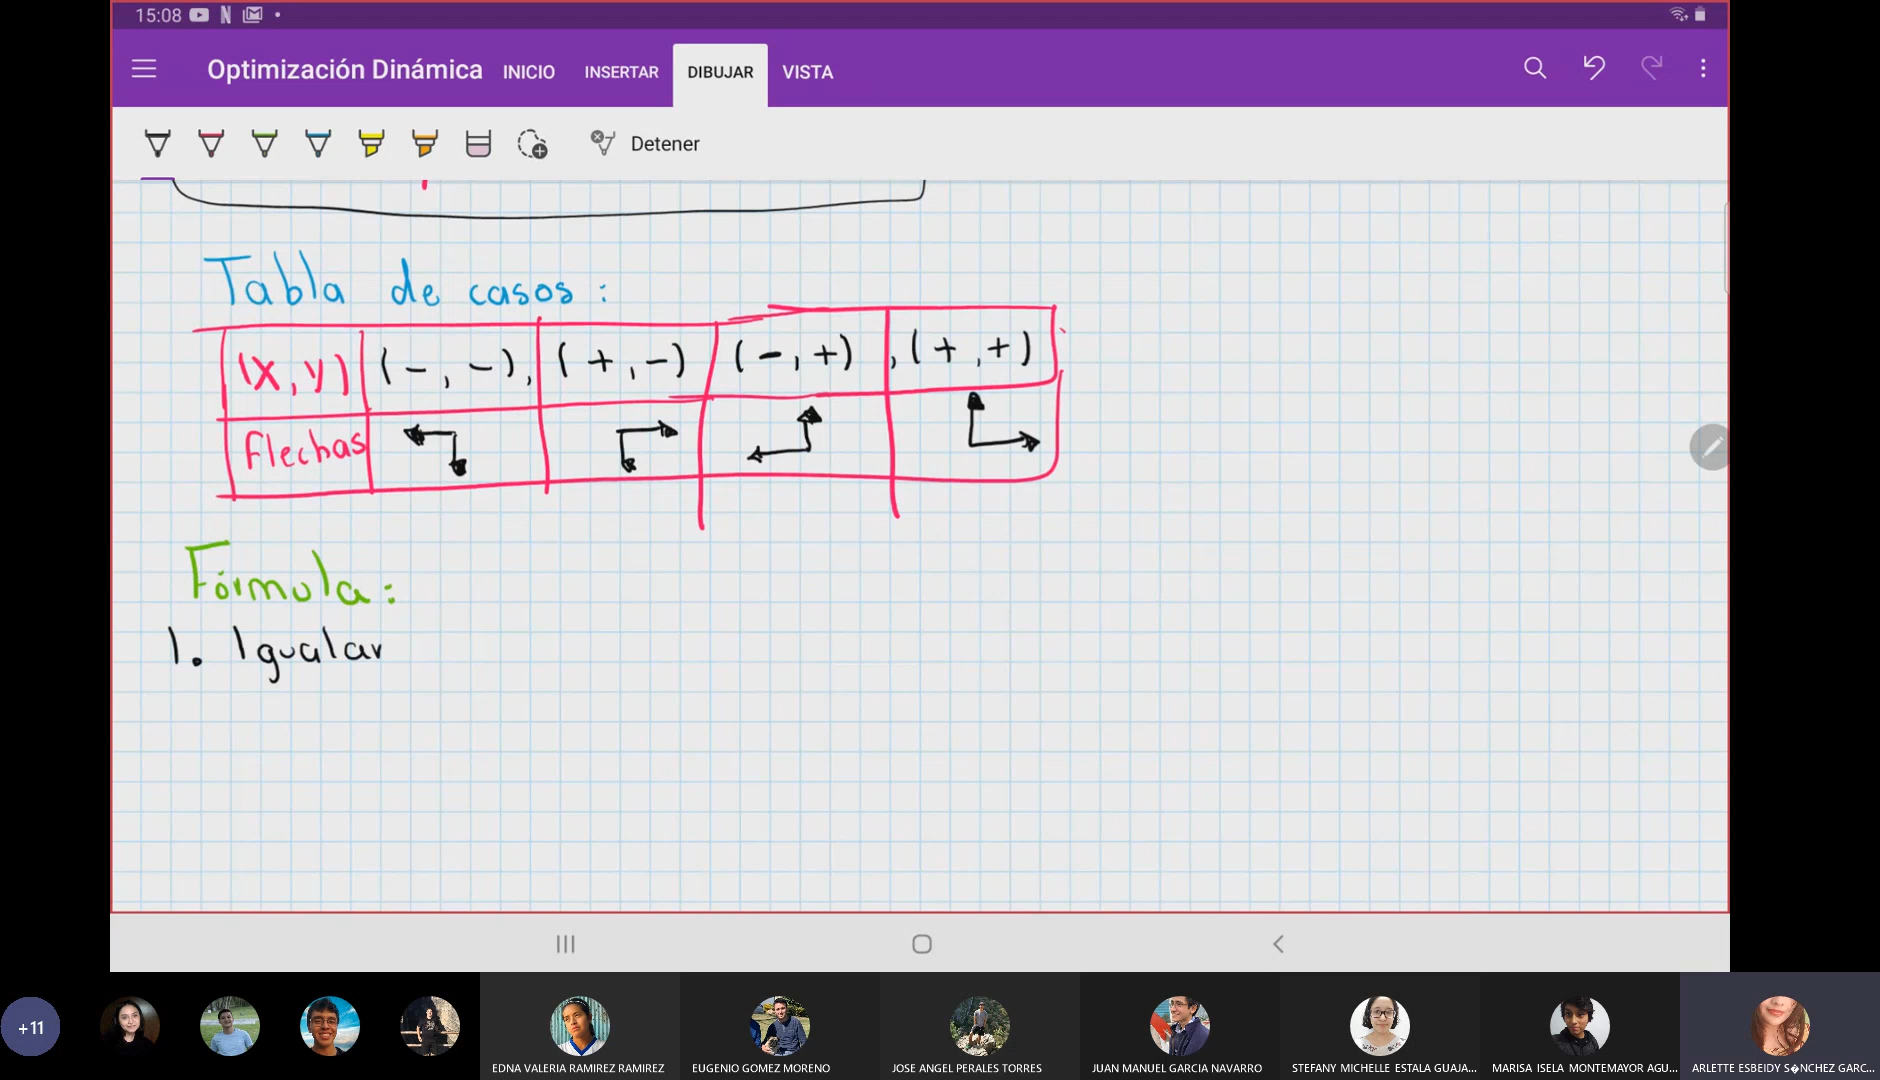 15:08
Optimización Dinámica INICIO INSERTAR DIBUJAR VISTA
Detener
Tabla de casos:
(x,y) (-,-), (+,-) (-,+) ,(+,+)
Flechas
Fórmula:
1. Igualar
+11
EDNA VALERIA RAMIREZ RAMIREZ EUGENIO GOMEZ MORENO JOSE ANGEL PERALES TORRES JUAN MANUEL GARCIA NAVARRO STEFANY MICHELLE ESTALA GUAJA... MARISA ISELA MONTEMAYOR AGU... ARLETTE ESBEIDY S�NCHEZ GARC...